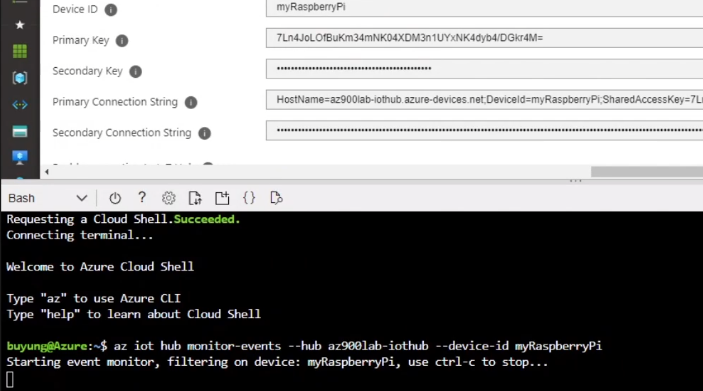 Device ID
myRaspberryPi
Primary Key
7Ln4JoLOfBuKm34mNK04XDM3n1UYxNK4dyb4/DGkr4M=
Secondary Key
••••••••••••••••••••••••••••••••••••••••••••
Primary Connection String
HostName=az900lab-iothub.azure-devices.net;DeviceId=myRaspberryPi;SharedAccessKey=7L
Secondary Connection String
Bash
Requesting a Cloud Shell.Succeeded.
Connecting terminal...
Welcome to Azure Cloud Shell
Type "az" to use Azure CLI
Type "help" to learn about Cloud Shell
buyung@Azure:~$ az iot hub monitor-events --hub az900lab-iothub --device-id myRaspberryPi
Starting event monitor, filtering on device: myRaspberryPi, use ctrl-c to stop...